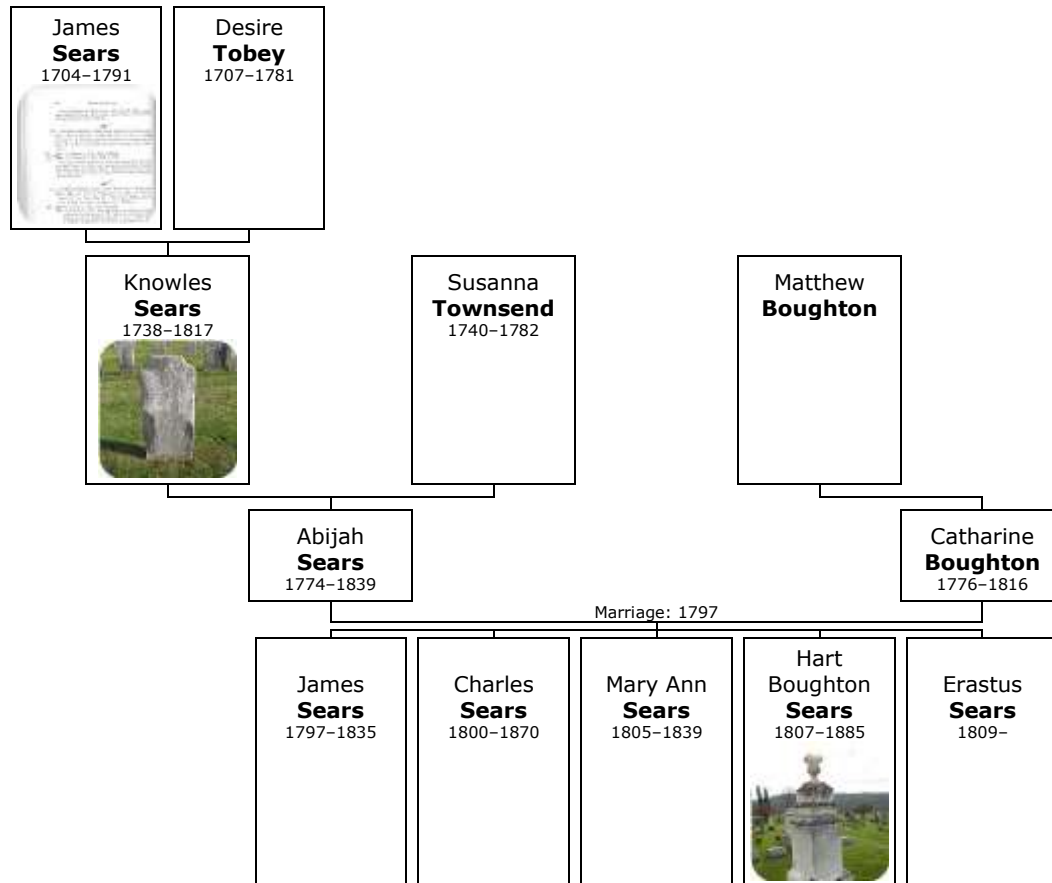 James
Sears
1704–1791
Desire
Tobey
1707–1781
Knowles
Sears
1738–1817
Susanna
Townsend
1740–1782
Matthew
Boughton
Abijah
Sears
1774–1839
Catharine
Boughton
1776–1816
Marriage: 1797
James
Sears
1797–1835
Charles
Sears
1800–1870
Mary Ann
Sears
1805–1839
Hart
Boughton
Sears
1807–1885
Erastus
Sears
1809–